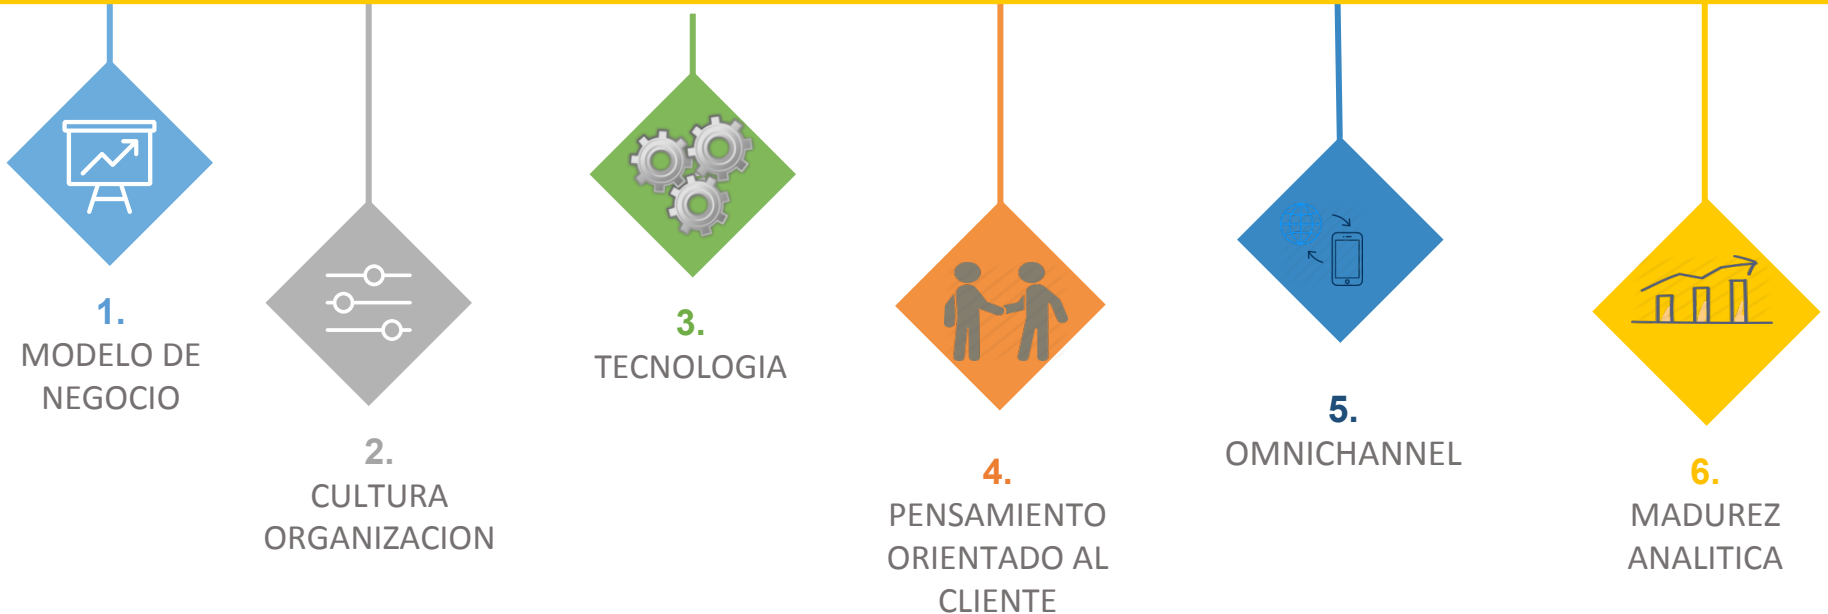 1.
MODELO DE
NEGOCIO
2.
CULTURA
ORGANIZACION
3.
TECNOLOGIA
4.
PENSAMIENTO
ORIENTADO AL
CLIENTE
5.
OMNICHANNEL
6.
MADUREZ
ANALITICA